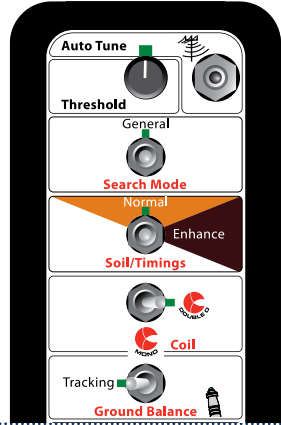 Auto Tune
Threshold
General
Search Mode
Normal
Enhance
Soil/Timings
DOUBLE D
MONO
Coil
Tracking
Ground Balance